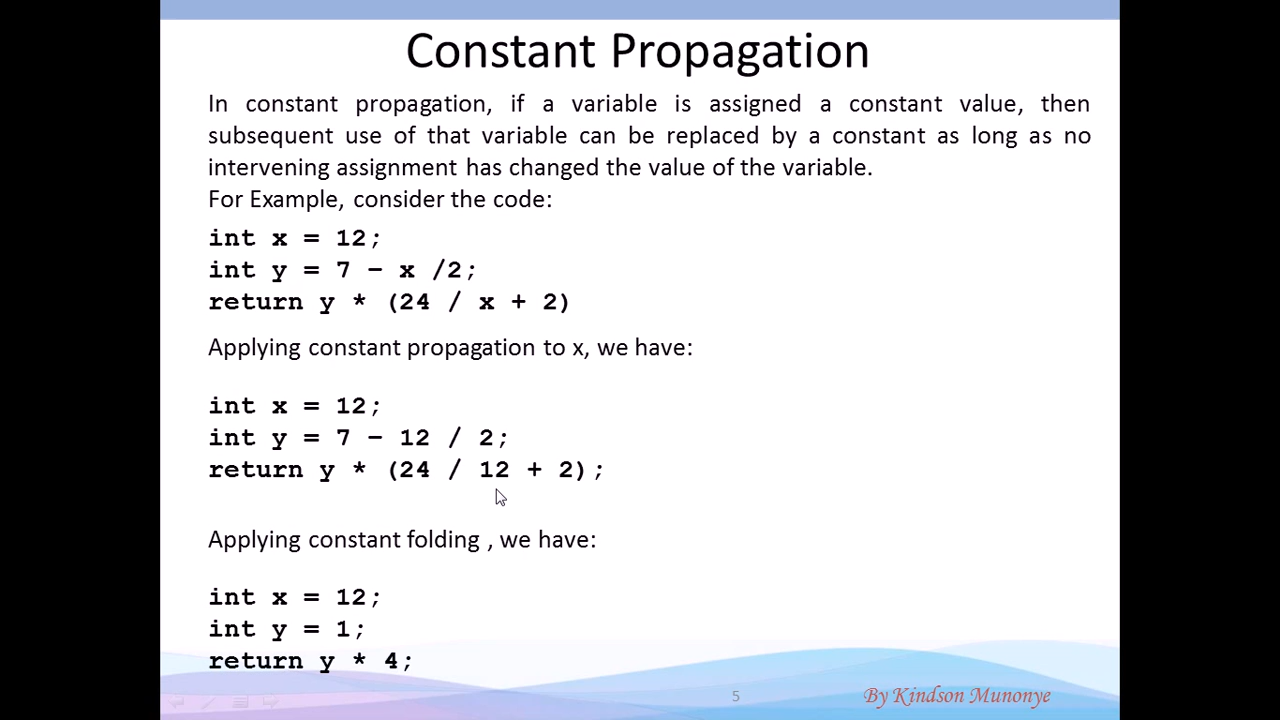 Constant Propagation
In constant propagation, if a variable is assigned a constant value, then
subsequent use of that variable can be replaced by a constant as long as no
intervening assignment has changed the value of the variable.
For Example, consider the code:
int x = 12;
int y = 7 – x /2;
return y * (24 / x + 2)
Applying constant propagation to x, we have:
int x = 12;
int y = 7 – 12 / 2;
return y * (24 / 12 + 2);
Applying constant folding , we have:
int x = 12;
int y = 1;
return y * 4;
5
By Kindson Munonye